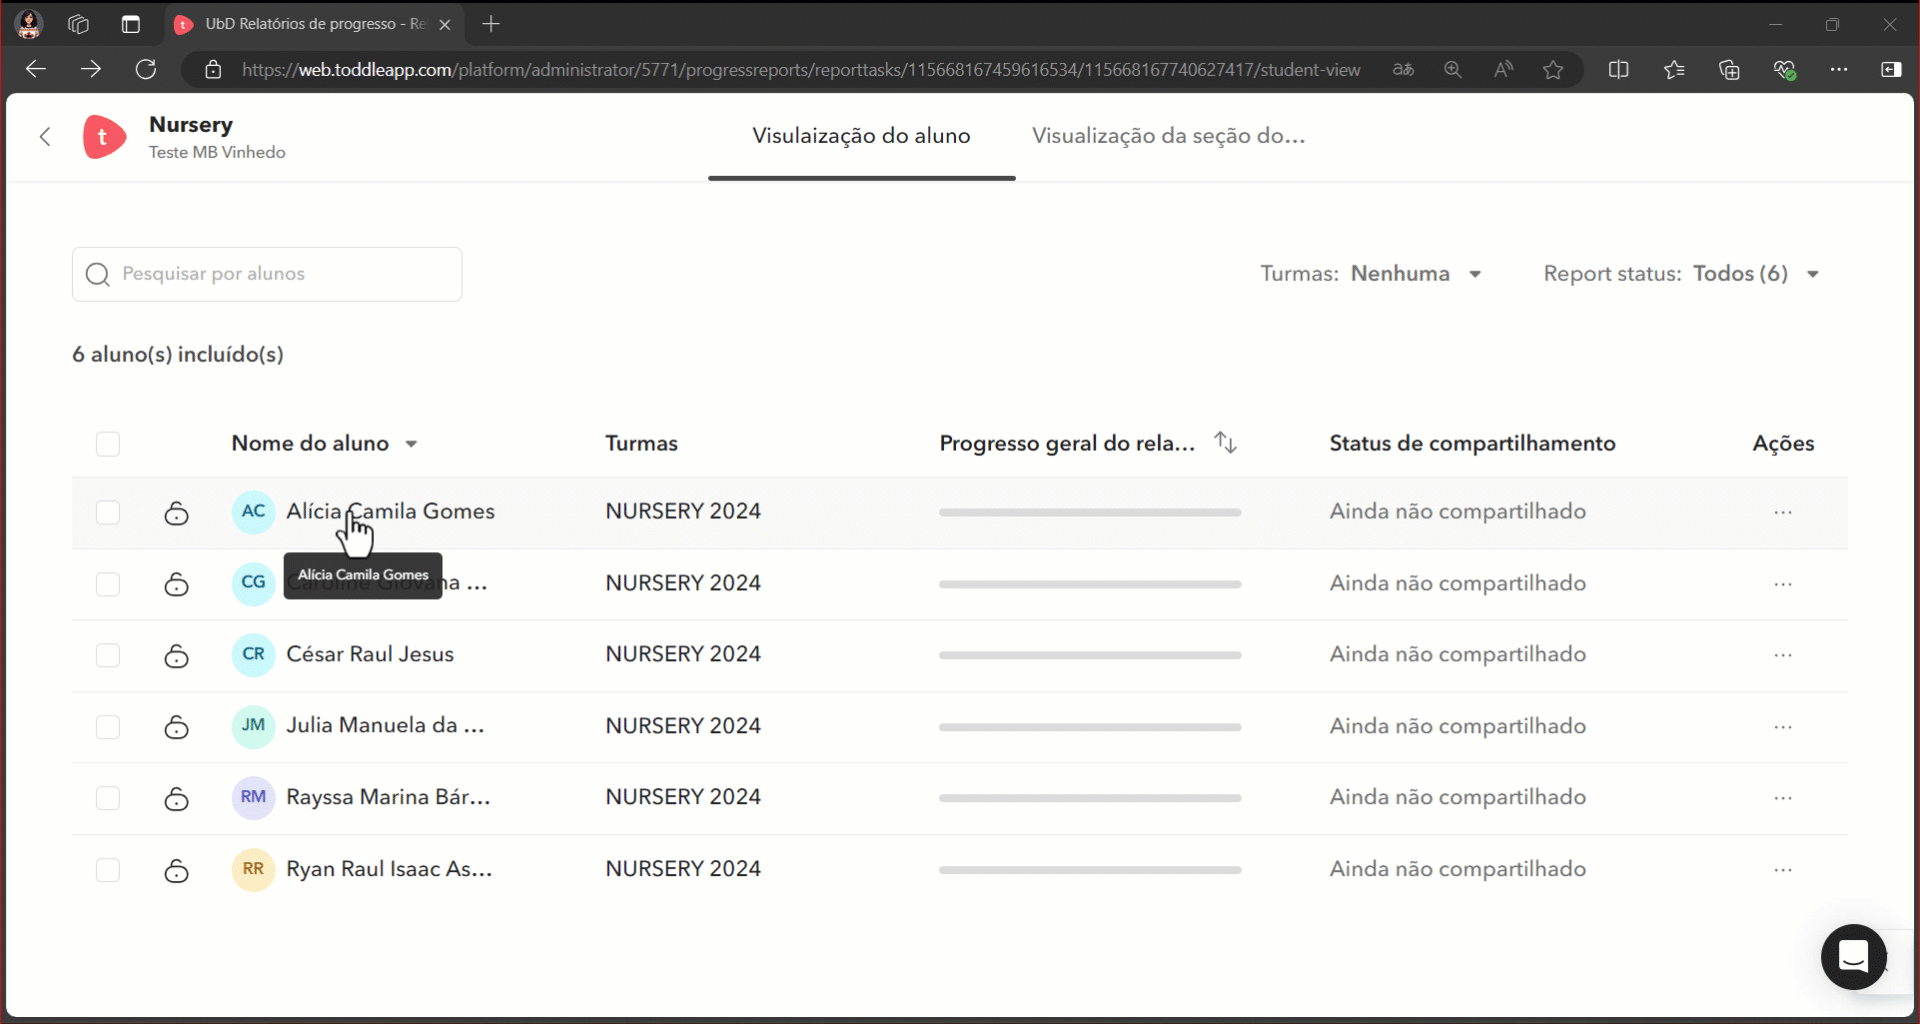 UbD Relatórios de progresso - Re
https://web.toddleapp.com/platform/administrator/5771/progressreports/reporttasks/115668167459616534/115668167740627417/student-view
t
Nursery
Teste MB Vinhedo
Visulaização do aluno
Visualização da seção do...
Pesquisar por alunos
Turmas: Nenhuma
Report status: Todos (6)
6 aluno(s) incluído(s)
Nome do aluno Turmas Progresso geral do rela... Status de compartilhamento Ações
AC Alícia Camila Gomes NURSERY 2024 Ainda não compartilhado ...
Alícia Camila Gomes
CG Caroline Giovana ... NURSERY 2024 Ainda não compartilhado ...
CR César Raul Jesus NURSERY 2024 Ainda não compartilhado ...
JM Julia Manuela da ... NURSERY 2024 Ainda não compartilhado ...
RM Rayssa Marina Bár... NURSERY 2024 Ainda não compartilhado ...
RR Ryan Raul Isaac As... NURSERY 2024 Ainda não compartilhado ...